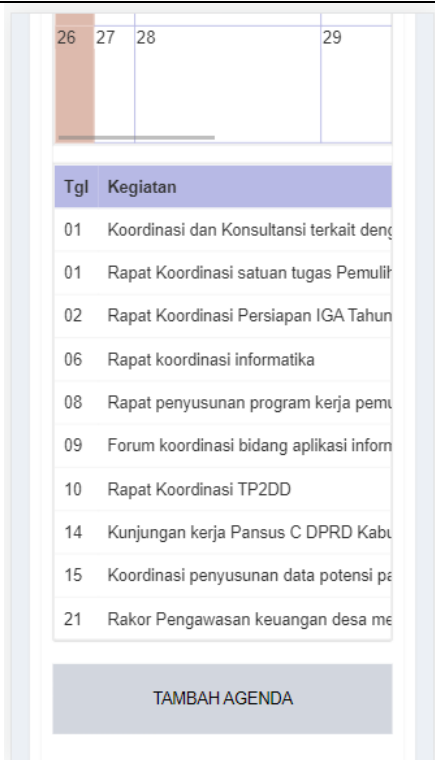 26 27 28 29
Tgl Kegiatan
01 Koordinasi dan Konsultansi terkait deng
01 Rapat Koordinasi satuan tugas Pemulih
02 Rapat Koordinasi Persiapan IGA Tahun
06 Rapat koordinasi informatika
08 Rapat penyusunan program kerja pemu
09 Forum koordinasi bidang aplikasi inform
10 Rapat Koordinasi TP2DD
14 Kunjungan kerja Pansus C DPRD Kabu
15 Koordinasi penyusunan data potensi pa
21 Rakor Pengawasan keuangan desa me
TAMBAH AGENDA